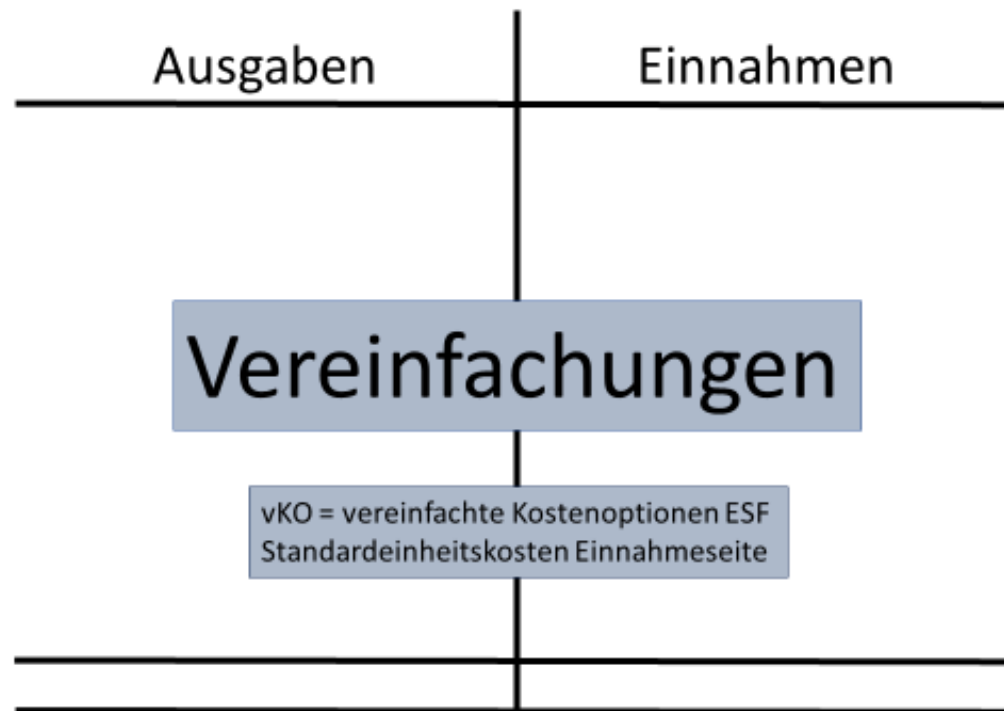 Ausgaben
Einnahmen
Vereinfachungen
vKO = vereinfachte Kostenoptionen ESF
Standardeinheitskosten Einnahmeseite